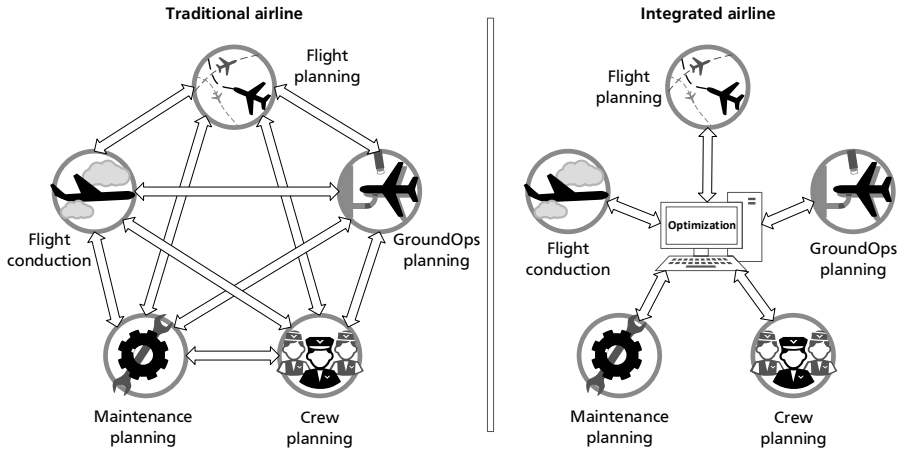 Traditional airline
Flight
planning
Flight
conduction
GroundOps
planning
Maintenance
planning
Crew
planning
Integrated airline
Flight
planning
Flight
conduction
Optimization
GroundOps
planning
Maintenance
planning
Crew
planning